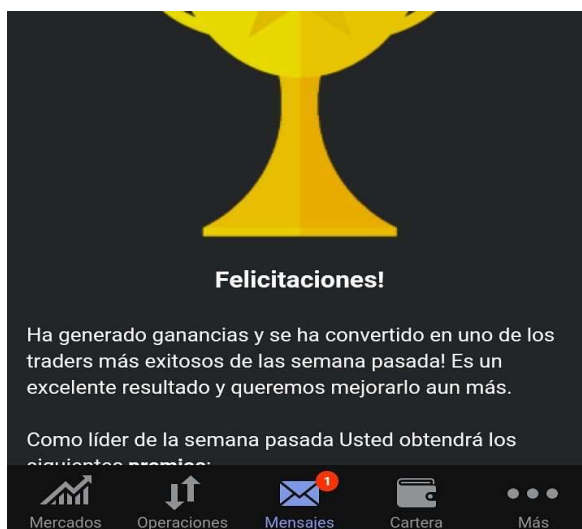 Felicitaciones!
Ha generado ganancias y se ha convertido en uno de los
traders más exitosos de las semana pasada! Es un
excelente resultado y queremos mejorarlo aun más.
Como líder de la semana pasada Usted obtendrá los
siguientes premios:
1
Mercados Operaciones Mensajes Cartera Más